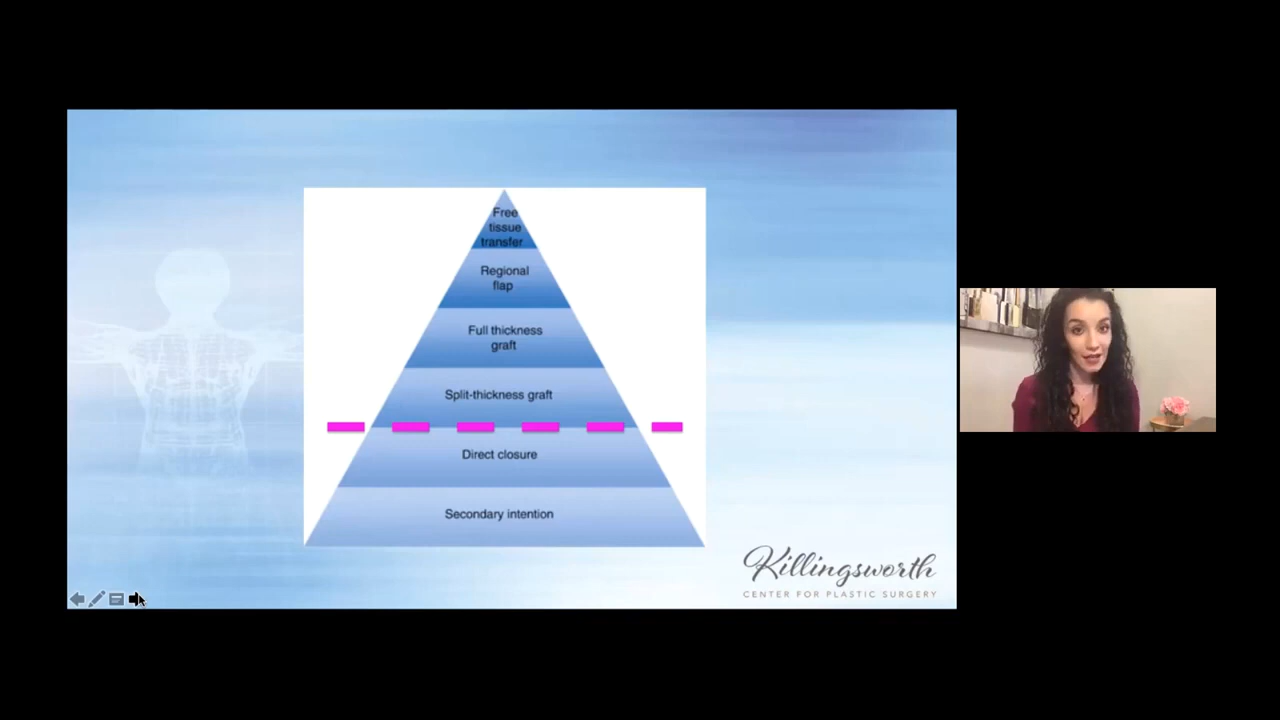 Free
tissue
transfer
Regional
flap
Full thickness
graft
Split-thickness graft
Direct closure
Secondary intention
Killingsworth
CENTER FOR PLASTIC SURGERY